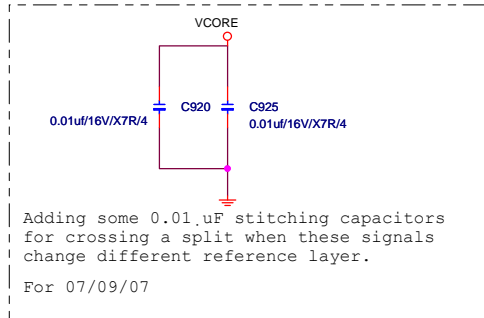 VCORE
C920
C925
0.01uf/16V/X7R/4
0.01uf/16V/X7R/4
Adding some 0.01 uF stitching capacitors
for crossing a split when these signals
change different reference layer.
For 07/09/07